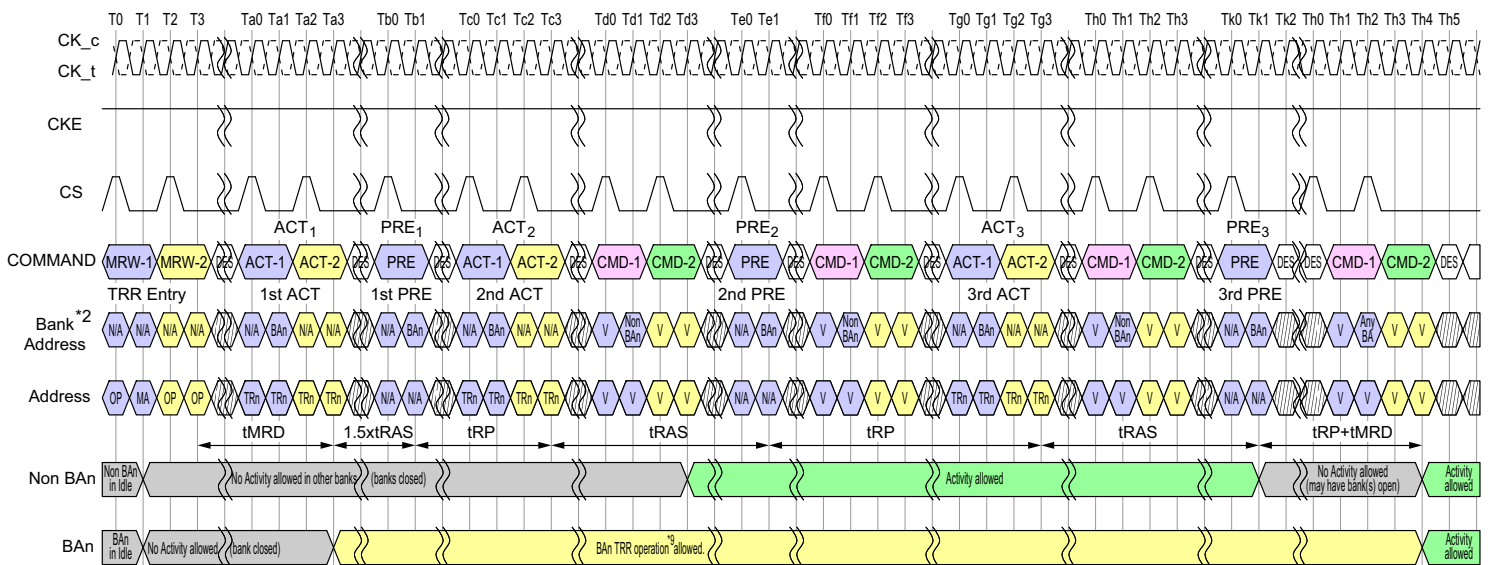 T0 T1 T2 T3 Ta0 Ta1 Ta2 Ta3 Tb0 Tb1 Tc0 Tc1 Tc2 Tc3 Td0 Td1 Td2 Td3 Te0 Te1 Tf0 Tf1 Tf2 Tf3 Tg0 Tg1 Tg2 Tg3 Th0 Th1 Th2 Th3 Tk0 Tk1 Tk2 Th0 Th1 Th2 Th3 Th4 Th5
CK_c
CK_t
CKE
CS
ACT1 PRE1 ACT2 PRE2 ACT3 PRE3
COMMAND MRW-1 MRW-2 DES ACT-1 ACT-2 DES PRE DES ACT-1 ACT-2 DES CMD-1 CMD-2 DES PRE DES CMD-1 CMD-2 DES ACT-1 ACT-2 DES CMD-1 CMD-2 DES PRE DES DES CMD-1 CMD-2 DES
TRR Entry 1st ACT 1st PRE 2nd ACT 2nd PRE 3rd ACT 3rd PRE
Bank*2 Address N/A N/A N/A N/A N/A BAn N/A N/A N/A BAn N/A BAn N/A N/A V Non BAn V V N/A BAn V Non BAn V V N/A BAn N/A N/A V Non BAn V V N/A BAn V Any BA V V
Address OP MA OP OP TRn TRn TRn TRn N/A N/A TRn TRn TRn TRn V V V V N/A N/A V V V V TRn TRn TRn TRn V V V V N/A N/A V V V V
tMRD 1.5xtRAS tRP tRAS tRP tRAS tRP+tMRD
Non BAn Non BAn in Idle No Activity allowed in other banks (banks closed) Activity allowed No Activity allowed (may have bank(s) open) Activity allowed
BAn BAn in Idle No Activity allowed (bank closed) BAn TRR operation*9 allowed. Activity allowed